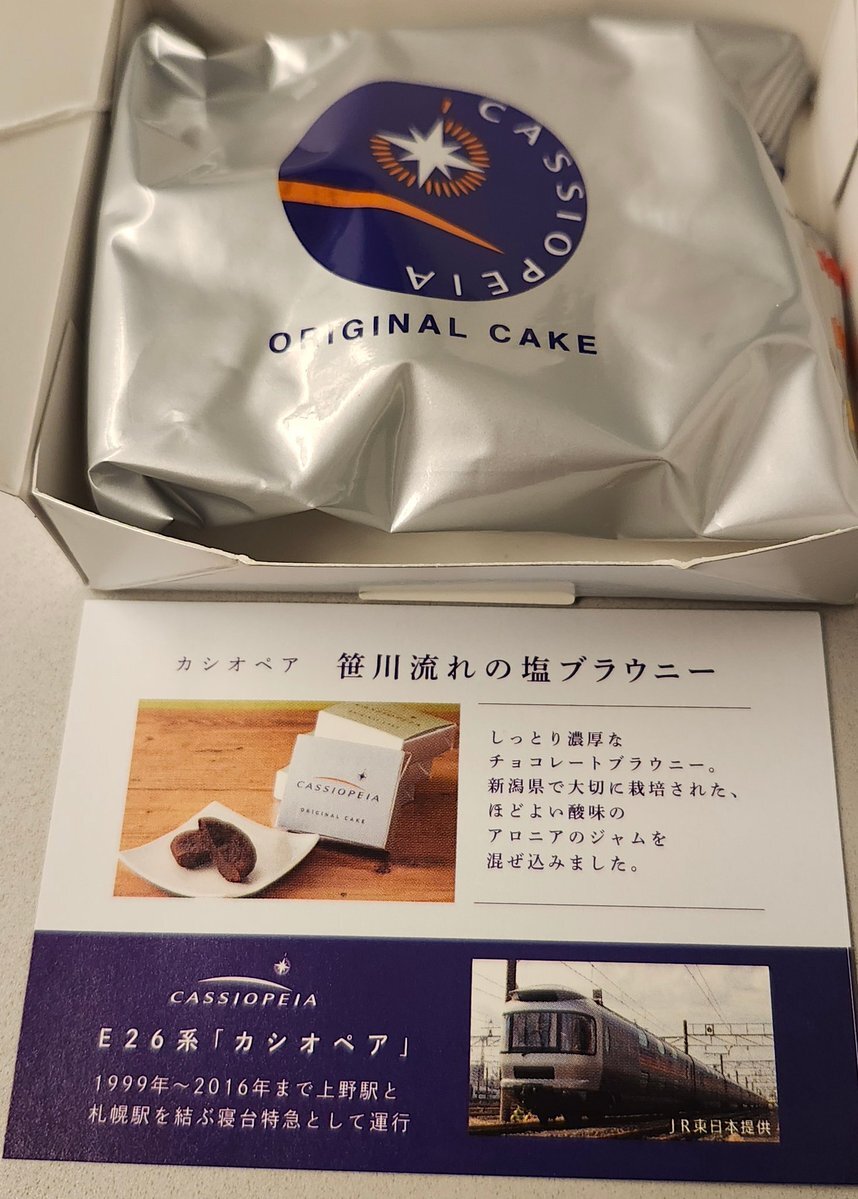 CASSIOPEIA
ORIGINAL CAKE
カシオペア 笹川流れの塩ブラウニー
しっとり濃厚な
チョコレートブラウニー。
新潟県で大切に栽培された、
ほどよい酸味の
アロニアのジャムを
混ぜ込みました。
CASSIOPEIA
ORIGINAL CAKE
CASSIOPEIA
E26系「カシオペア」
1999年〜2016年まで上野駅と
札幌駅を結ぶ寝台特急として運行
JR東日本提供